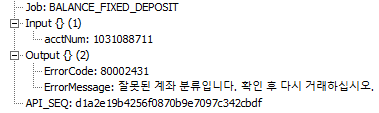 Job: BALANCE_FIXED_DEPOSIT
Input {} (1)
acctNum: 1031088711
Output {} (2)
ErrorCode: 80002431
ErrorMessage: 잘못된 계좌 분류입니다. 확인 후 다시 거래하십시오.
API_SEQ: d1a2e19b4256f0870b9e7097c342cbdf